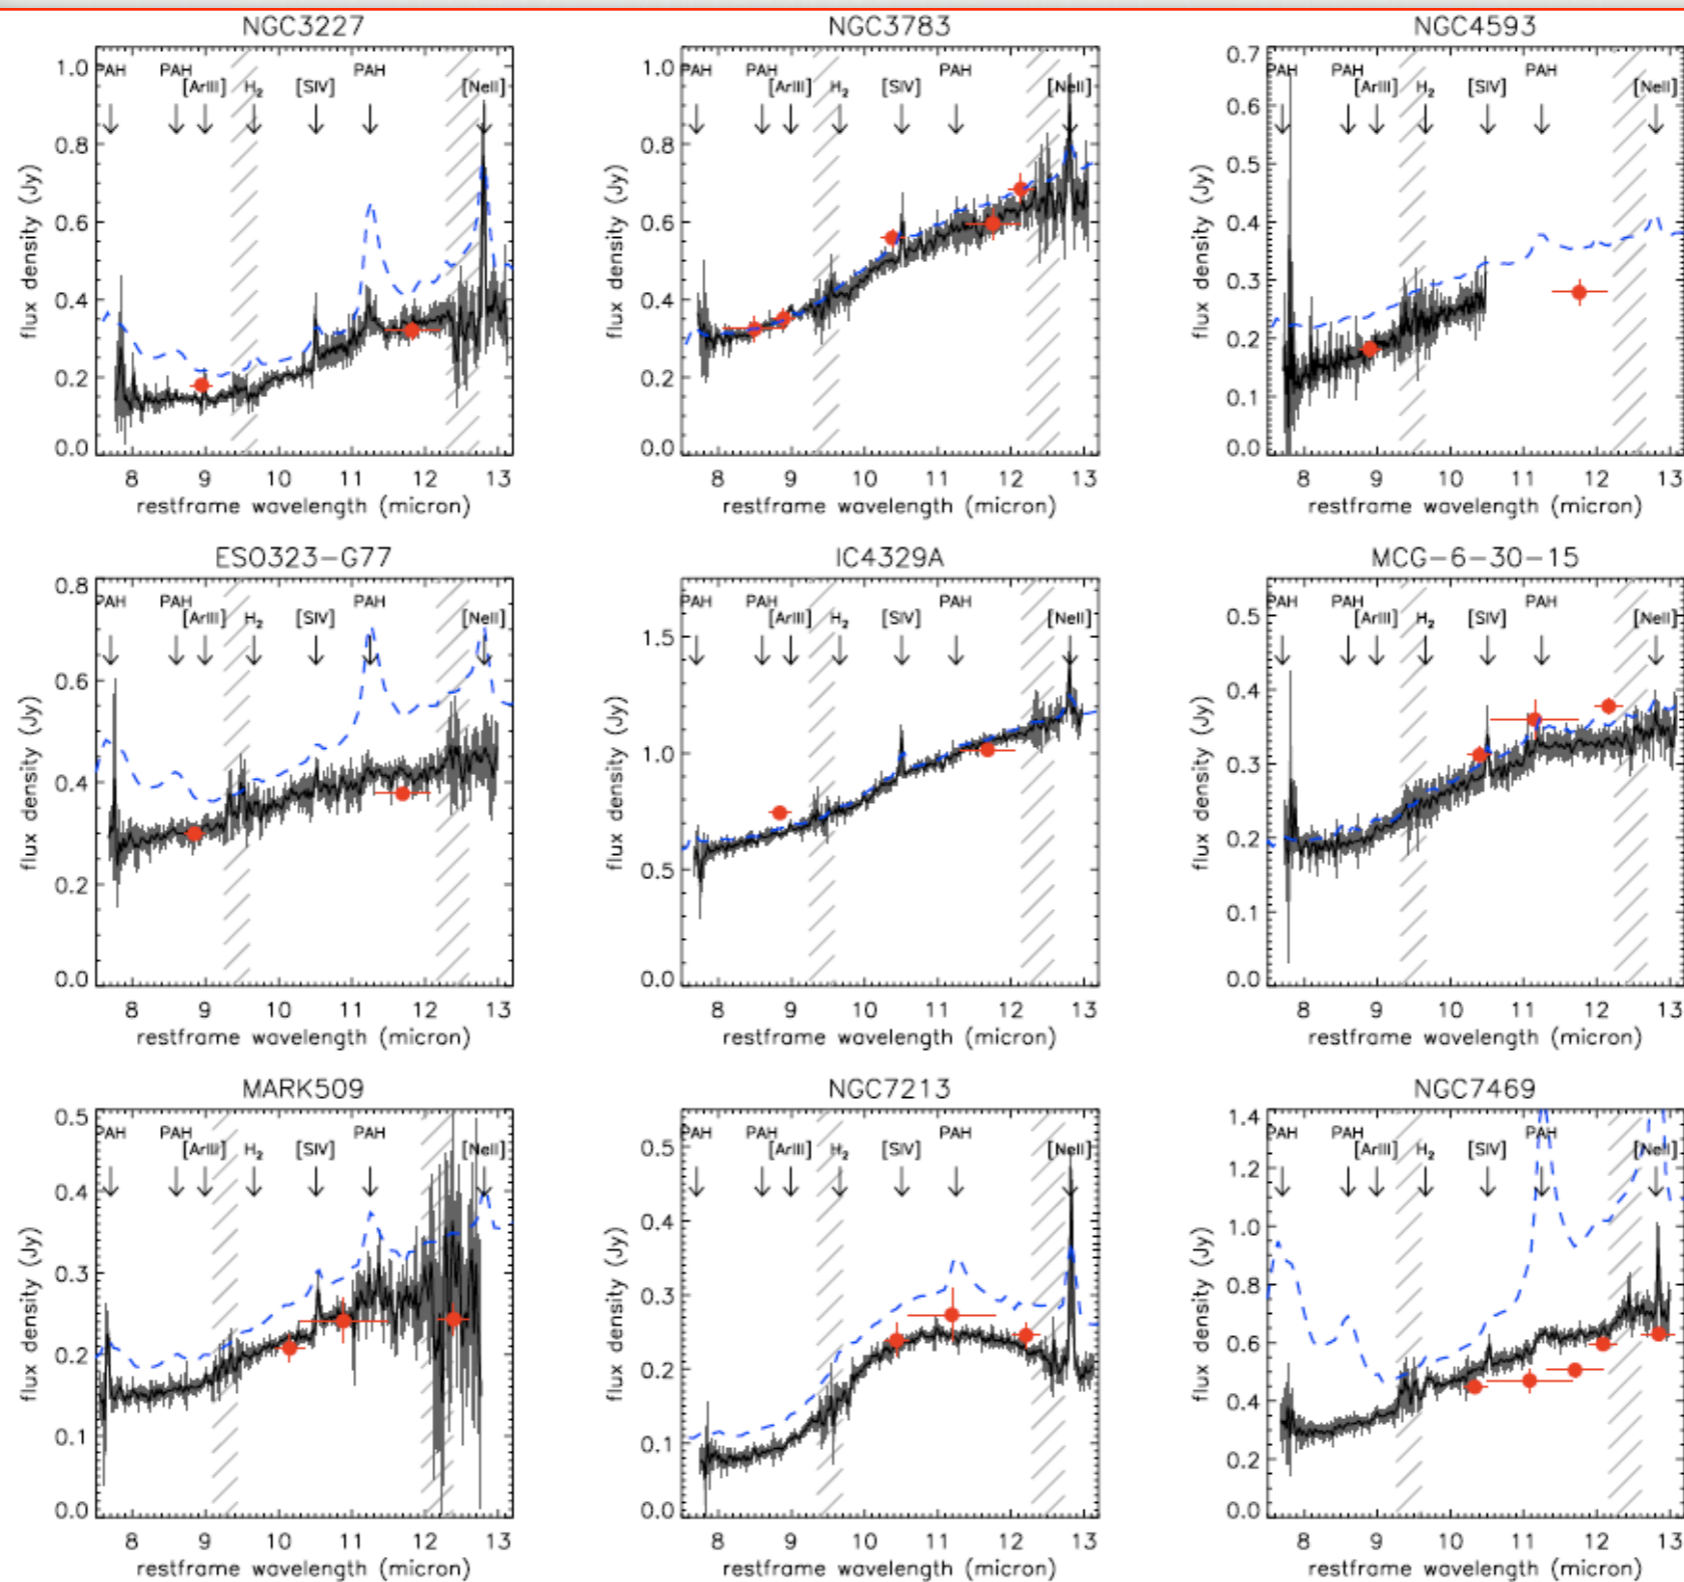 NGC3227 NGC3783 NGC4593
1.0 1.0 0.7
PAH PAH PAH PAH PAH PAH PAH PAH PAH
[ArIII] H2 [SIV] [NeII] [ArIII] H2 [SIV] [NeII] [ArIII] H2 [SIV] [NeII]
0.6
0.8 0.8
0.5
0.6 0.6 0.4
0.4 0.4 0.3
0.2
0.2 0.2
0.1
0.0 0.0 0.0
flux density (Jy) flux density (Jy) flux density (Jy)
8 9 10 11 12 13 8 9 10 11 12 13 8 9 10 11 12 13
restframe wavelength (micron) restframe wavelength (micron) restframe wavelength (micron)
ESO323-G77 IC4329A MCG-6-30-15
0.8
PAH PAH PAH PAH PAH PAH PAH PAH PAH
[ArIII] H2 [SIV] [NeII] [ArIII] H2 [SIV] [NeII] [ArIII] H2 [SIV] [NeII]
1.5 0.5
0.6
0.4
1.0
0.4 0.3
0.5 0.2
0.2
0.1
0.0 0.0 0.0
flux density (Jy) flux density (Jy) flux density (Jy)
8 9 10 11 12 13 8 9 10 11 12 13 8 9 10 11 12 13
restframe wavelength (micron) restframe wavelength (micron) restframe wavelength (micron)
MARK509 NGC7213 NGC7469
0.5 1.4
PAH PAH PAH PAH PAH PAH PAH PAH PAH
[ArIII] H2 [SIV] [NeII] [ArIII] H2 [SIV] [NeII] [ArIII] H2 [SIV] [NeII]
0.5 1.2
0.4
0.4 1.0
0.3 0.3 0.8
0.6
0.2 0.2
0.4
0.1 0.1
0.2
0.0 0.0 0.0
flux density (Jy) flux density (Jy) flux density (Jy)
8 9 10 11 12 13 8 9 10 11 12 13 8 9 10 11 12 13
restframe wavelength (micron) restframe wavelength (micron) restframe wavelength (micron)